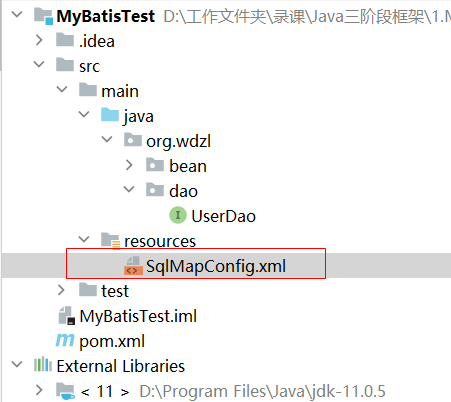 MyBatisTest D:\工作文件夹\录课\Java三阶段框架\1.M
.idea
src
main
java
org.wdzl
bean
dao
UserDao
resources
SqlMapConfig.xml
test
MyBatisTest.iml
pom.xml
External Libraries
< 11 > D:\Program Files\Java\jdk-11.0.5